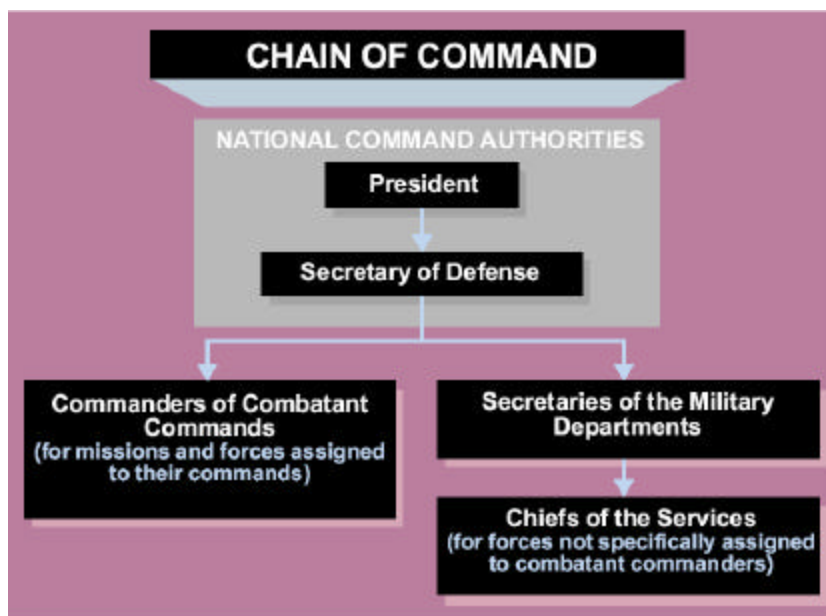 CHAIN OF COMMAND
NATIONAL COMMAND AUTHORITIES
President
Secretary of Defense
Commanders of Combatant
Commands
(for missions and forces assigned
to their commands)
Secretaries of the Military
Departments
Chiefs of the Services
(for forces not specifically assigned
to combatant commanders)